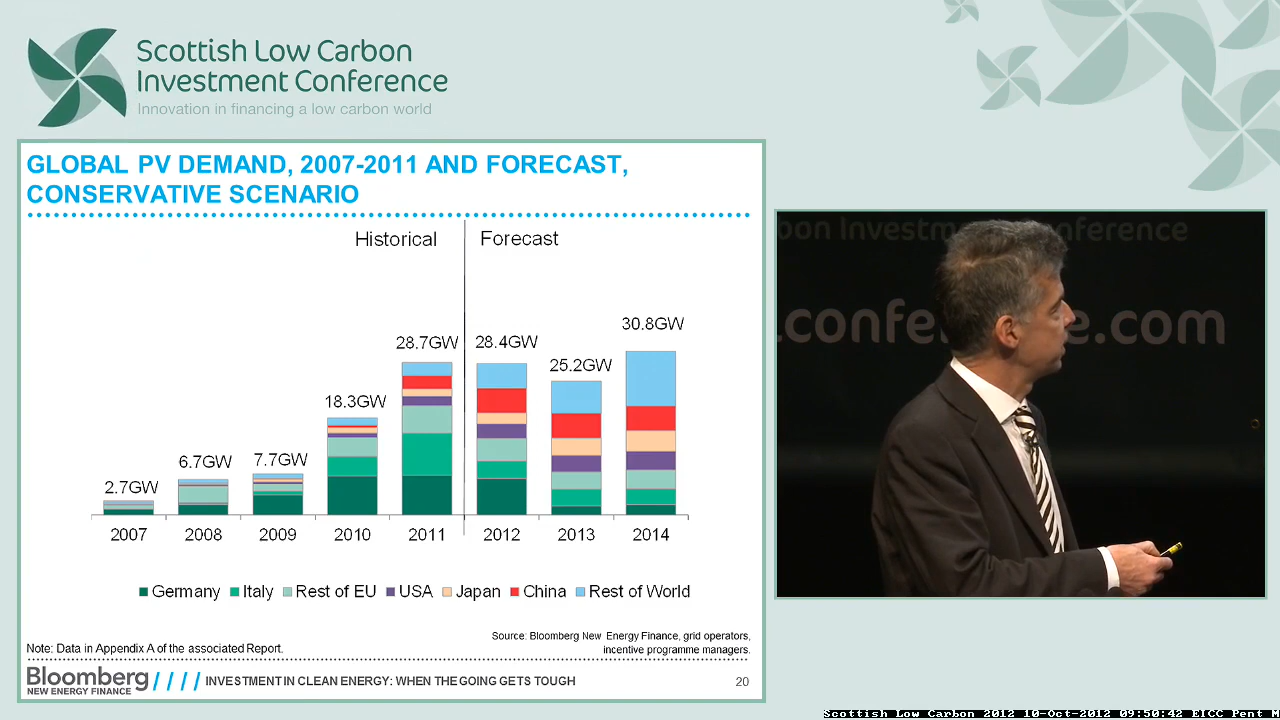 Scottish Low Carbon
Investment Conference
Innovation in financing a low carbon world
GLOBAL PV DEMAND, 2007-2011 AND FORECAST,
CONSERVATIVE SCENARIO
Historical
Forecast
2.7GW
6.7GW
7.7GW
18.3GW
28.7GW
28.4GW
25.2GW
30.8GW
2007 2008 2009 2010 2011 2012 2013 2014
Germany Italy Rest of EU USA Japan China Rest of World
Source: Bloomberg New Energy Finance, grid operators,
incentive programme managers.
Note: Data in Appendix A of the associated Report.
Bloomberg
NEW ENERGY FINANCE
//// INVESTMENT IN CLEAN ENERGY: WHEN THE GOING GETS TOUGH
20
Conference
.com
Scottish Low Carbon 2012 10-Oct-2012 09:50:42 EICC Pent